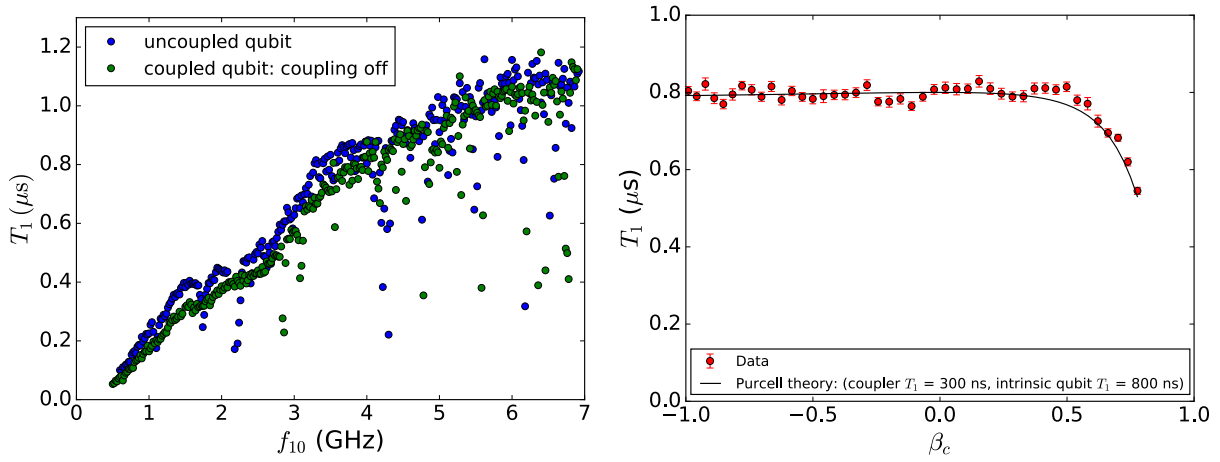 uncoupled qubit
coupled qubit: coupling off
1.2
1.0
0.8
0.6
0.4
0.2
0.0
T₁ (μs)
0 1 2 3 4 5 6 7
f₁₀ (GHz)
1.0
0.8
0.6
0.4
0.2
0.0
T₁ (μs)
Data
Purcell theory: (coupler T₁ = 300 ns, intrinsic qubit T₁ = 800 ns)
−1.0 −0.5 0.0 0.5 1.0
β_c